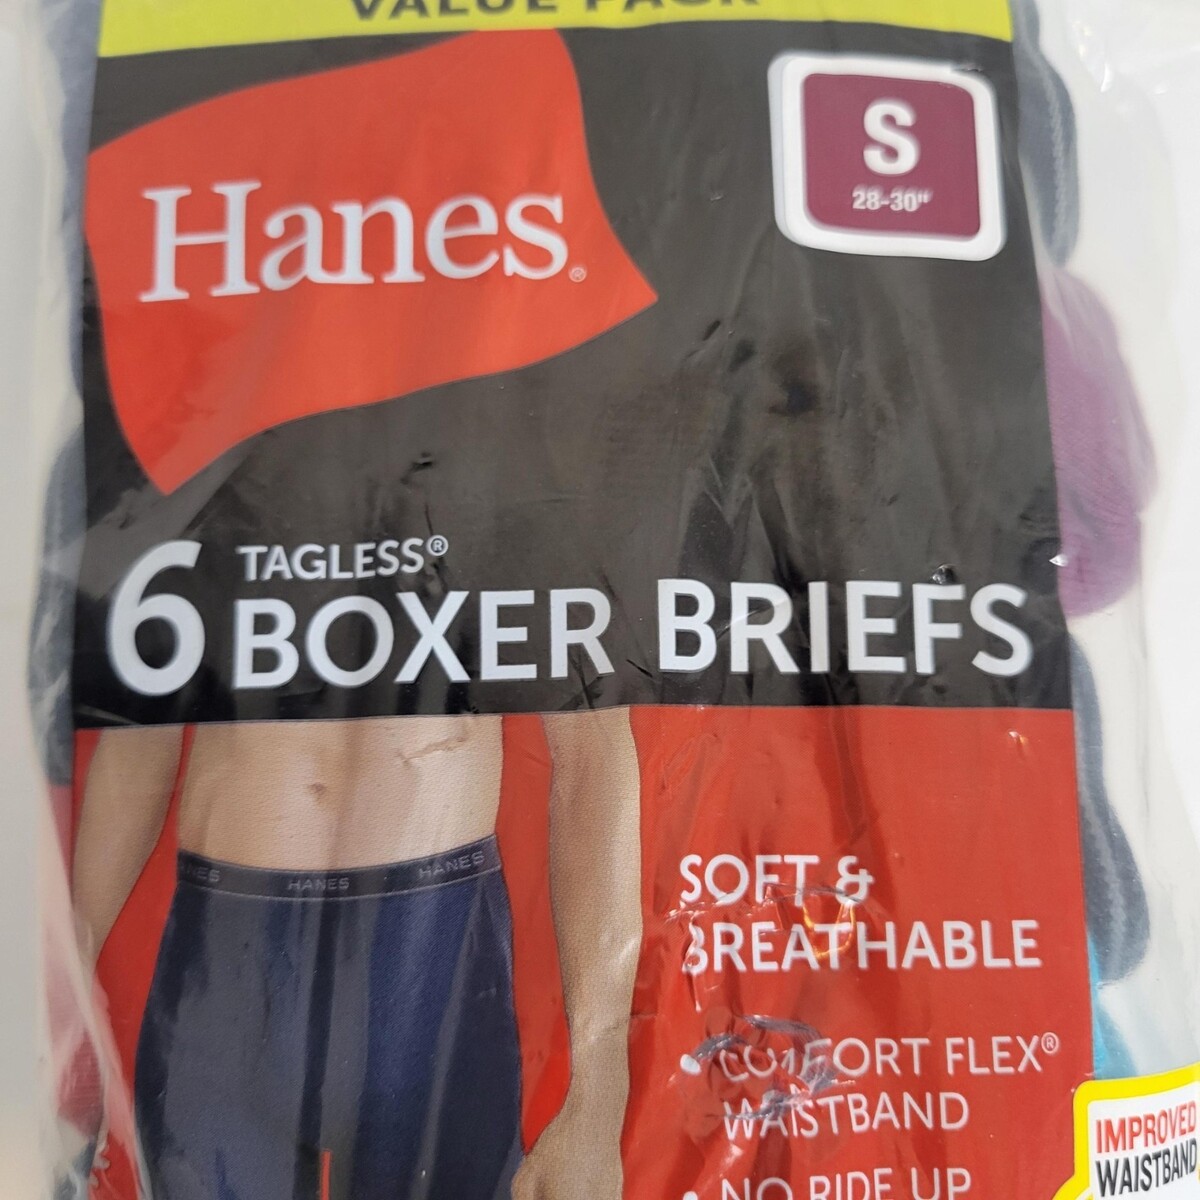 VALUE PACK
Hanes®
S
28-30"
6 TAGLESS®
BOXER BRIEFS
HANES
HANES
SOFT &
BREATHABLE
• COMFORT FLEX®
WAISTBAND
• NO RIDE UP
IMPROVED
WAISTBAND